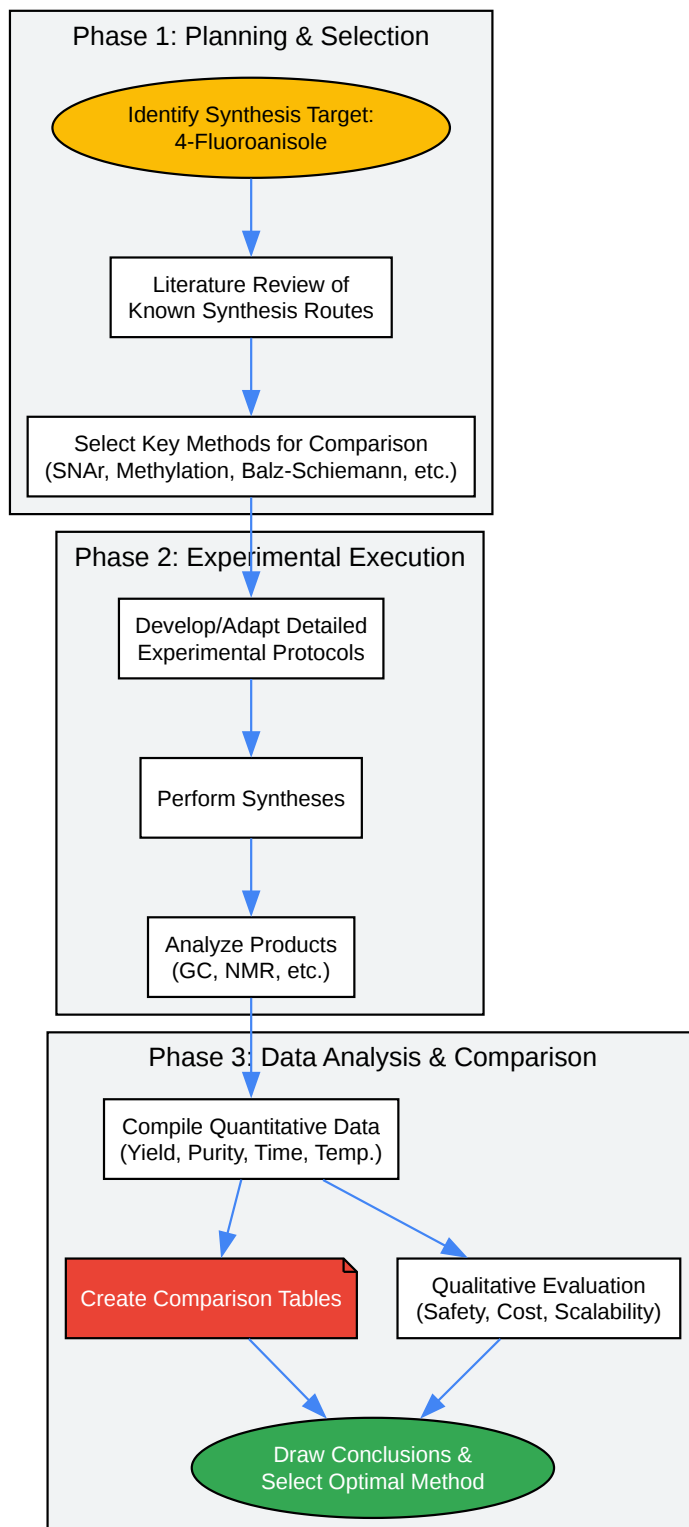 Phase 1: Planning & Selection
Identify Synthesis Target:
4-Fluoroanisole
Literature Review of
Known Synthesis Routes
Select Key Methods for Comparison
(SNAr, Methylation, Balz-Schiemann, etc.)
Phase 2: Experimental Execution
Develop/Adapt Detailed
Experimental Protocols
Perform Syntheses
Analyze Products
(GC, NMR, etc.)
Phase 3: Data Analysis & Comparison
Compile Quantitative Data
(Yield, Purity, Time, Temp.)
Create Comparison Tables
Qualitative Evaluation
(Safety, Cost, Scalability)
Draw Conclusions &
Select Optimal Method